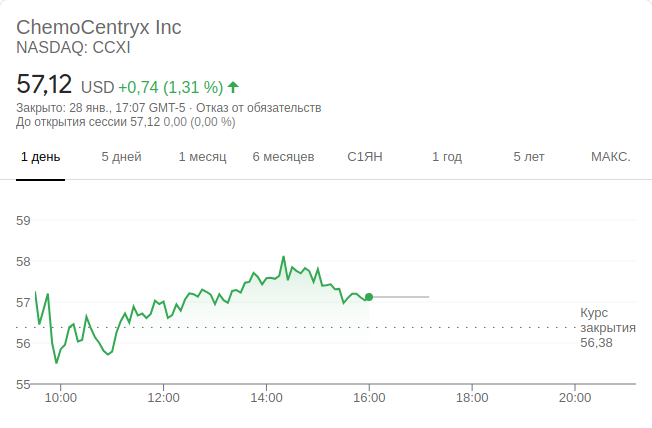 ChemoCentryx Inc
NASDAQ: CCXI
57,12 USD +0,74 (1,31 %)
Закрыто: 28 янв., 17:07 GMT-5 · Отказ от обязательств
До открытия сессии 57,12 0,00 (0,00 %)
1 день 5 дней 1 месяц 6 месяцев С1ЯН 1 год 5 лет МАКС.
59
58
57
Курс
закрытия
56
56,38
55
10:00 12:00 14:00 16:00 18:00 20:00